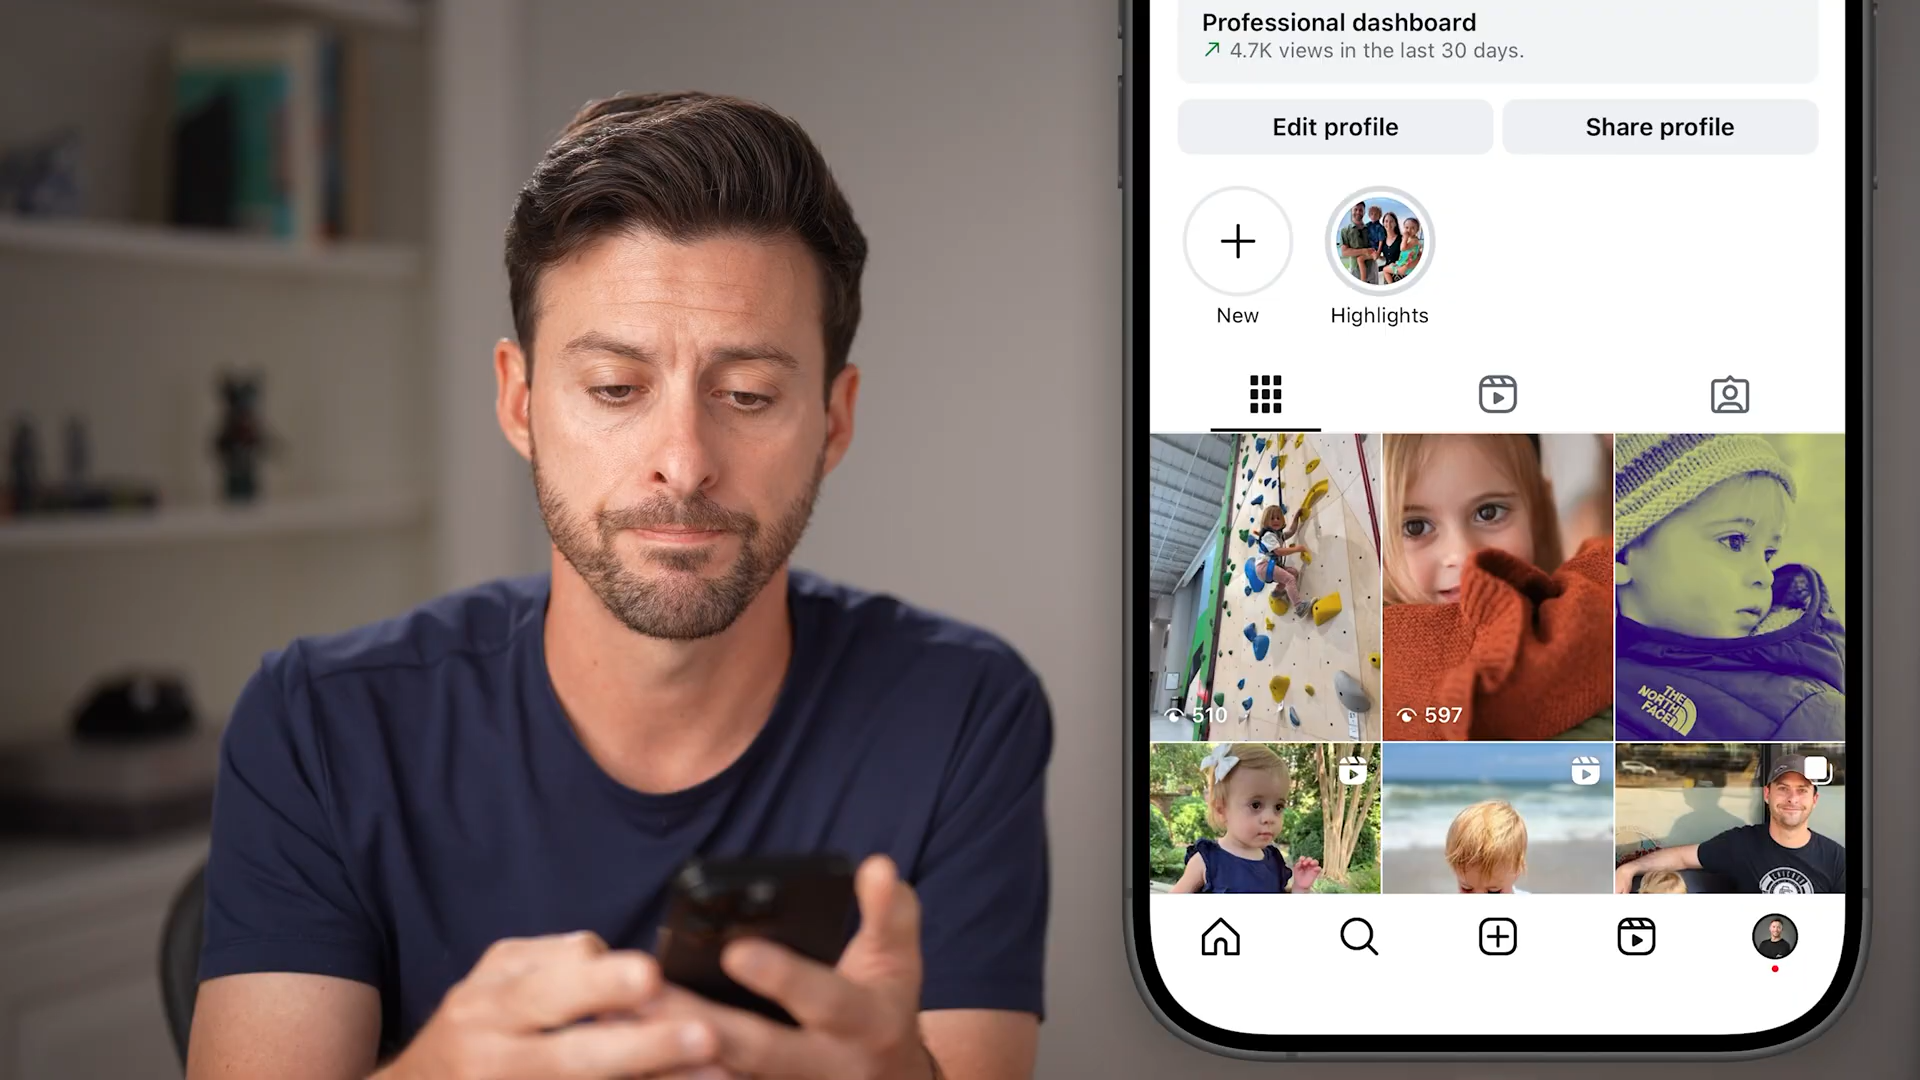 Professional dashboard
4.7K views in the last 30 days.
Edit profile
Share profile
New
Highlights
510
597
THE
NORTH
FACE